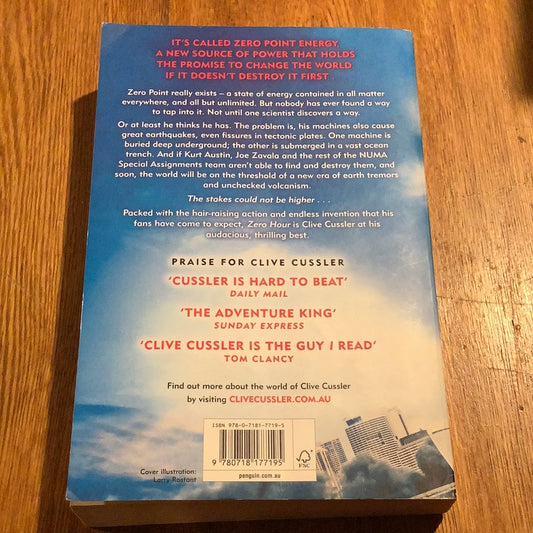 IT'S CALLED ZERO POINT ENERGY.
A NEW SOURCE OF POWER THAT HOLDS
THE PROMISE TO CHANGE THE WORLD
IF IT DOESN'T DESTROY IT FIRST . . .
Zero Point really exists – a state of energy contained in all matter
everywhere, and all but unlimited. But nobody has ever found a way
to tap into it. Not until one scientist discovers a way.
Or at least he thinks he has. The problem is, his machines also cause
great earthquakes, even fissures in tectonic plates. One machine is
buried deep underground; the other is submerged in a vast ocean
trench. And if Kurt Austin, Joe Zavala and the rest of the NUMA
Special Assignments team aren't able to find and destroy them, and
soon, the world will be on the threshold of a new era of earth tremors
and unchecked volcanism.
The stakes could not be higher . . .
Packed with the hair-raising action and endless invention that his
fans have come to expect, Zero Hour is Clive Cussler at his
audacious, thrilling best.
PRAISE FOR CLIVE CUSSLER
'CUSSLER IS HARD TO BEAT'
DAILY MAIL
'THE ADVENTURE KING'
SUNDAY EXPRESS
'CLIVE CUSSLER IS THE GUY I READ'
TOM CLANCY
Find out more about the world of Clive Cussler
by visiting CLIVECUSSLER.COM.AU
ISBN 978-0-7181-7719-5
9 780718 177195
FSC
penguin.com.au
Cover illustration:
Larry Rostant